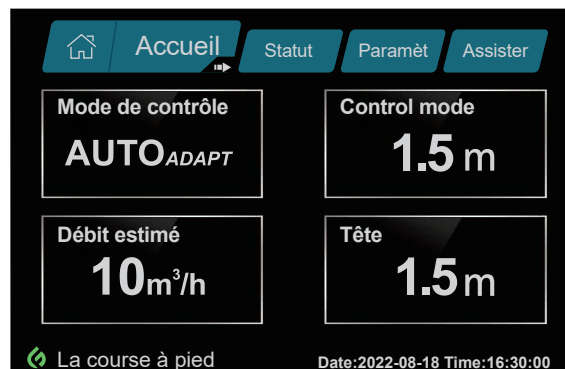 Accueil
Statut
Paramèt
Assister
Mode de contrôle
AUTOADAPT
Control mode
1.5 m
Débit estimé
10m³/h
Tête
1.5 m
La course à pied
Date:2022-08-18 Time:16:30:00